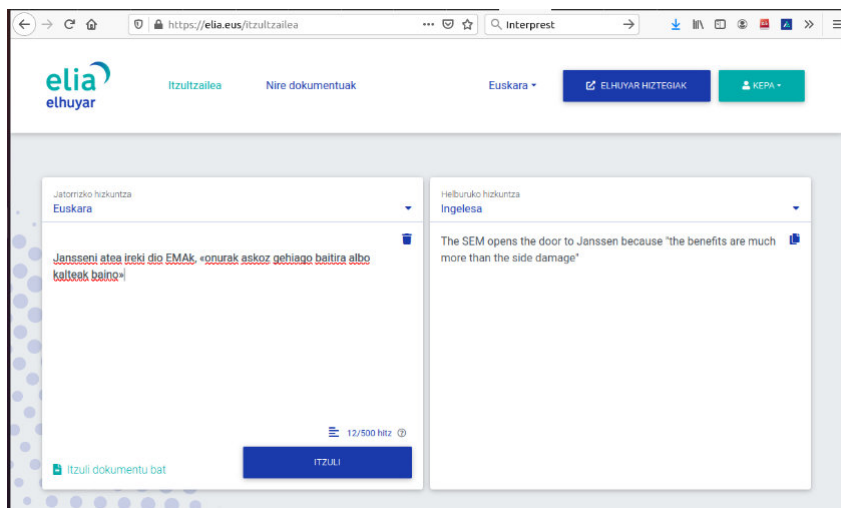 https://elia.eus/itzultzailea
Interprest
elia
elhuyar
Itzultzailea
Nire dokumentuak
Euskara
ELHUYAR HIZTEGIAK
KEPA
Jatorrizko hizkuntza
Euskara
Jansseni atea ireki dio EMAk, «onurak askoz gehiago baitira albo
kalteak baino»
12/500 hitz
Itzuli dokumentu bat
ITZULI
Helburuko hizkuntza
Ingelesa
The SEM opens the door to Janssen because "the benefits are much
more than the side damage"